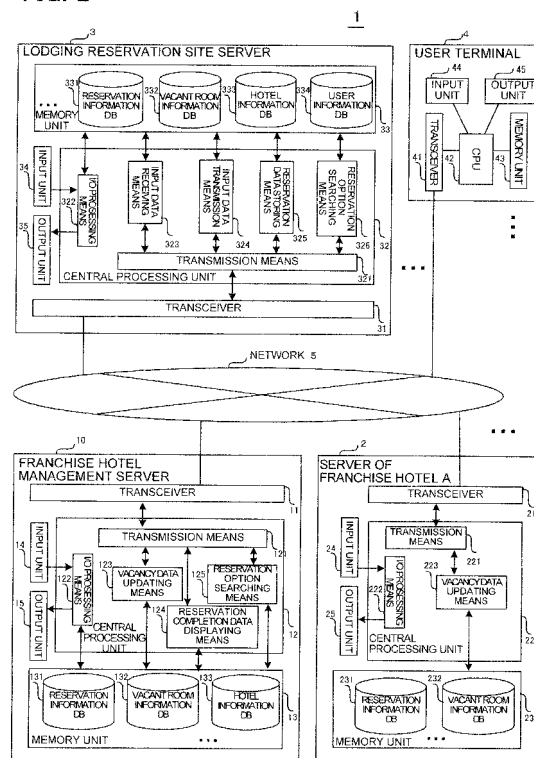 1
3
LODGING RESERVATION SITE SERVER
331
RESERVATION
INFORMATION
DB
332
VACANT ROOM
INFORMATION
DB
333
HOTEL
INFORMATION
DB
334
USER
INFORMATION
DB
...
MEMORY
UNIT
33
34
INPUT UNIT
35
OUTPUT UNIT
I/O PROSESSING
MEANS
322
INPUT DATA
RECEIVING
MEANS
323
INPUT DATA
TRANSMISSION
MEANS
324
RESERVATION
DATA STORING
MEANS
325
RESERVATION
OPTION
SEARCHING
MEANS
326
32
TRANSMISSION MEANS
321
CENTRAL PROCESSING UNIT
TRANSCEIVER
31
4
USER TERMINAL
44
INPUT
UNIT
45
OUTPUT
UNIT
41
TRANSCEIVER
42
CPU
43
MEMORY UNIT
...
...
NETWORK 5
...
10
FRANCHISE HOTEL
MANAGEMENT SERVER
TRANSCEIVER
11
TRANSMISSION MEANS
121
14
INPUT UNIT
15
OUTPUT UNIT
I/O PROSESSING
MEANS
122
123
VACANCY DATA
UPDATING MEANS
125
RESERVATION
OPTION
SEARCHING
MEANS
124
RESERVATION
COMPLETION DATA
DISPLAYING
MEANS
CENTRAL
PROCESSING
UNIT
12
131
RESERVATION
INFORMATION
DB
132
VACANT ROOM
INFORMATION
DB
133
HOTEL
INFORMATION
DB
13
MEMORY UNIT
...
2
SERVER OF
FRANCHISE HOTEL A
TRANSCEIVER
21
TRANSMISSION
MEANS
221
24
INPUT UNIT
25
OUTPUT UNIT
I/O PROSESSING
MEANS
222
223
VACANCY DATA
UPDATING MEANS
CENTRAL
PROCESSING UNIT
22
231
RESERVATION
INFORMATION
DB
232
VACANT ROOM
INFORMATION
DB
23
MEMORY UNIT
...